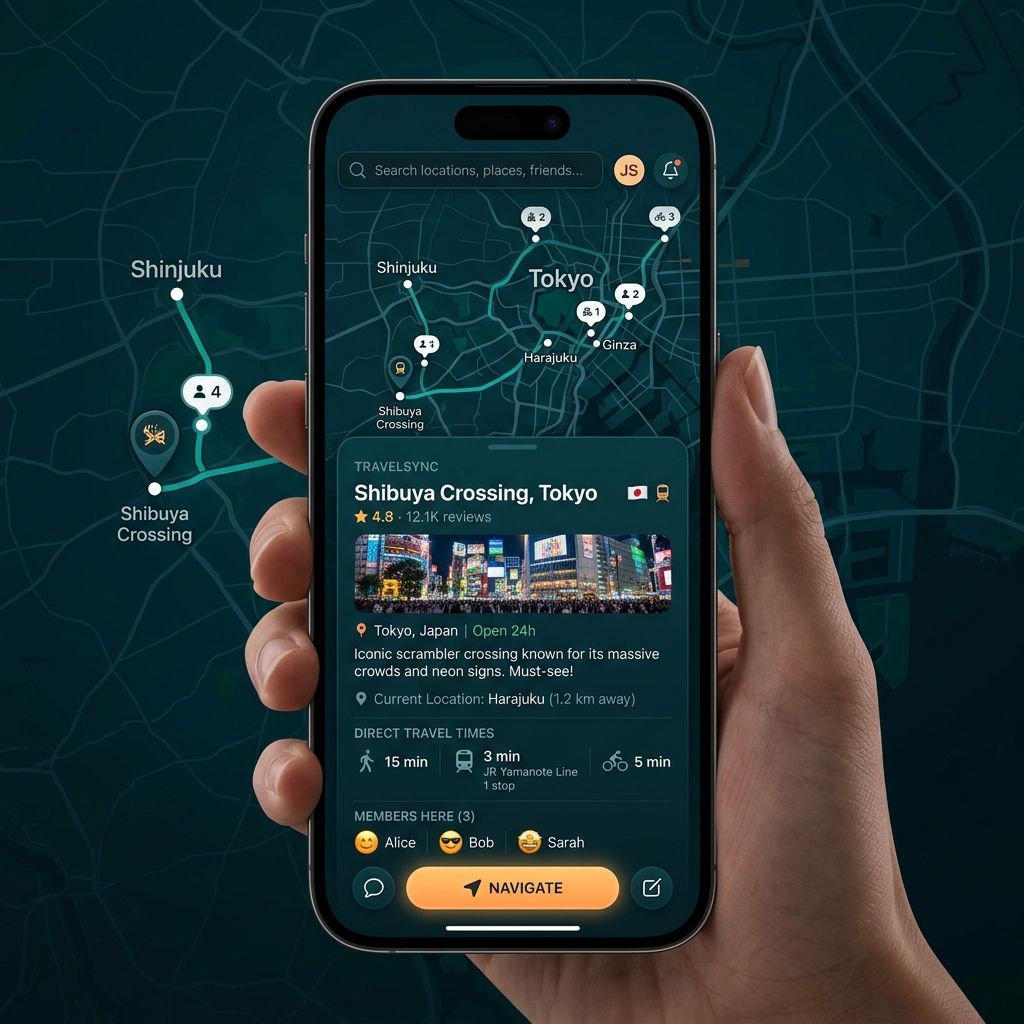 Search locations, places, friends...
JS
2
3
Shinjuku
Tokyo
2
1
1
Ginza
Harajuku
Shibuya
Crossing
Shinjuku
4
Shibuya
Crossing
TRAVELSYNC
Shibuya Crossing, Tokyo
4.8 · 12.1K reviews
Tokyo, Japan | Open 24h
Iconic scrambler crossing known for its massive
crowds and neon signs. Must-see!
Current Location: Harajuku (1.2 km away)
DIRECT TRAVEL TIMES
15 min
3 min
JR Yamanote Line
1 stop
5 min
MEMBERS HERE (3)
Alice
Bob
Sarah
NAVIGATE